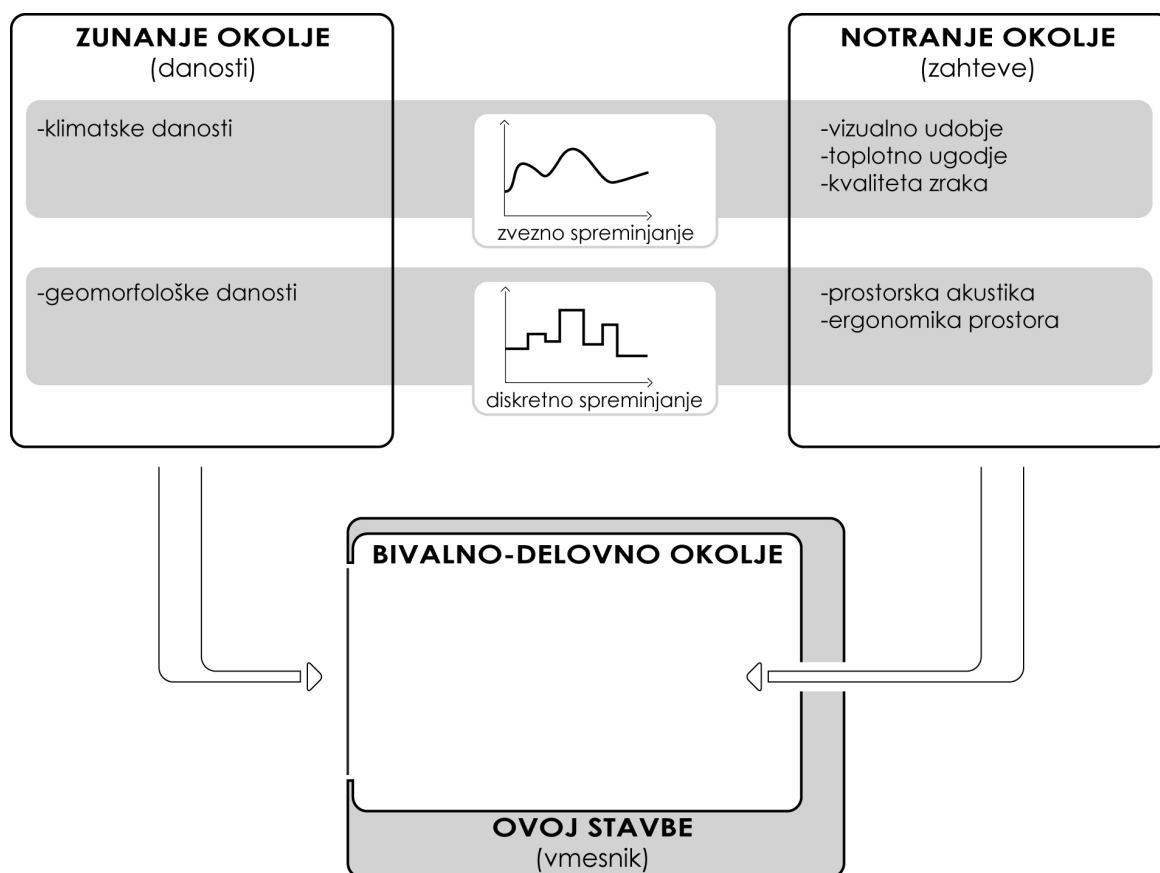 ZUNANJE OKOLJE
(danosti)
-klimatske danosti
-geomorfološke danosti
zvezno spreminjanje
diskretno spreminjanje
NOTRANJE OKOLJE
(zahteve)
-vizualno udobje
-toplotno ugodje
-kvaliteta zraka
-prostorska akustika
-ergonomika prostora
BIVALNO-DELOVNO OKOLJE
OVOJ STAVBE
(vmesnik)